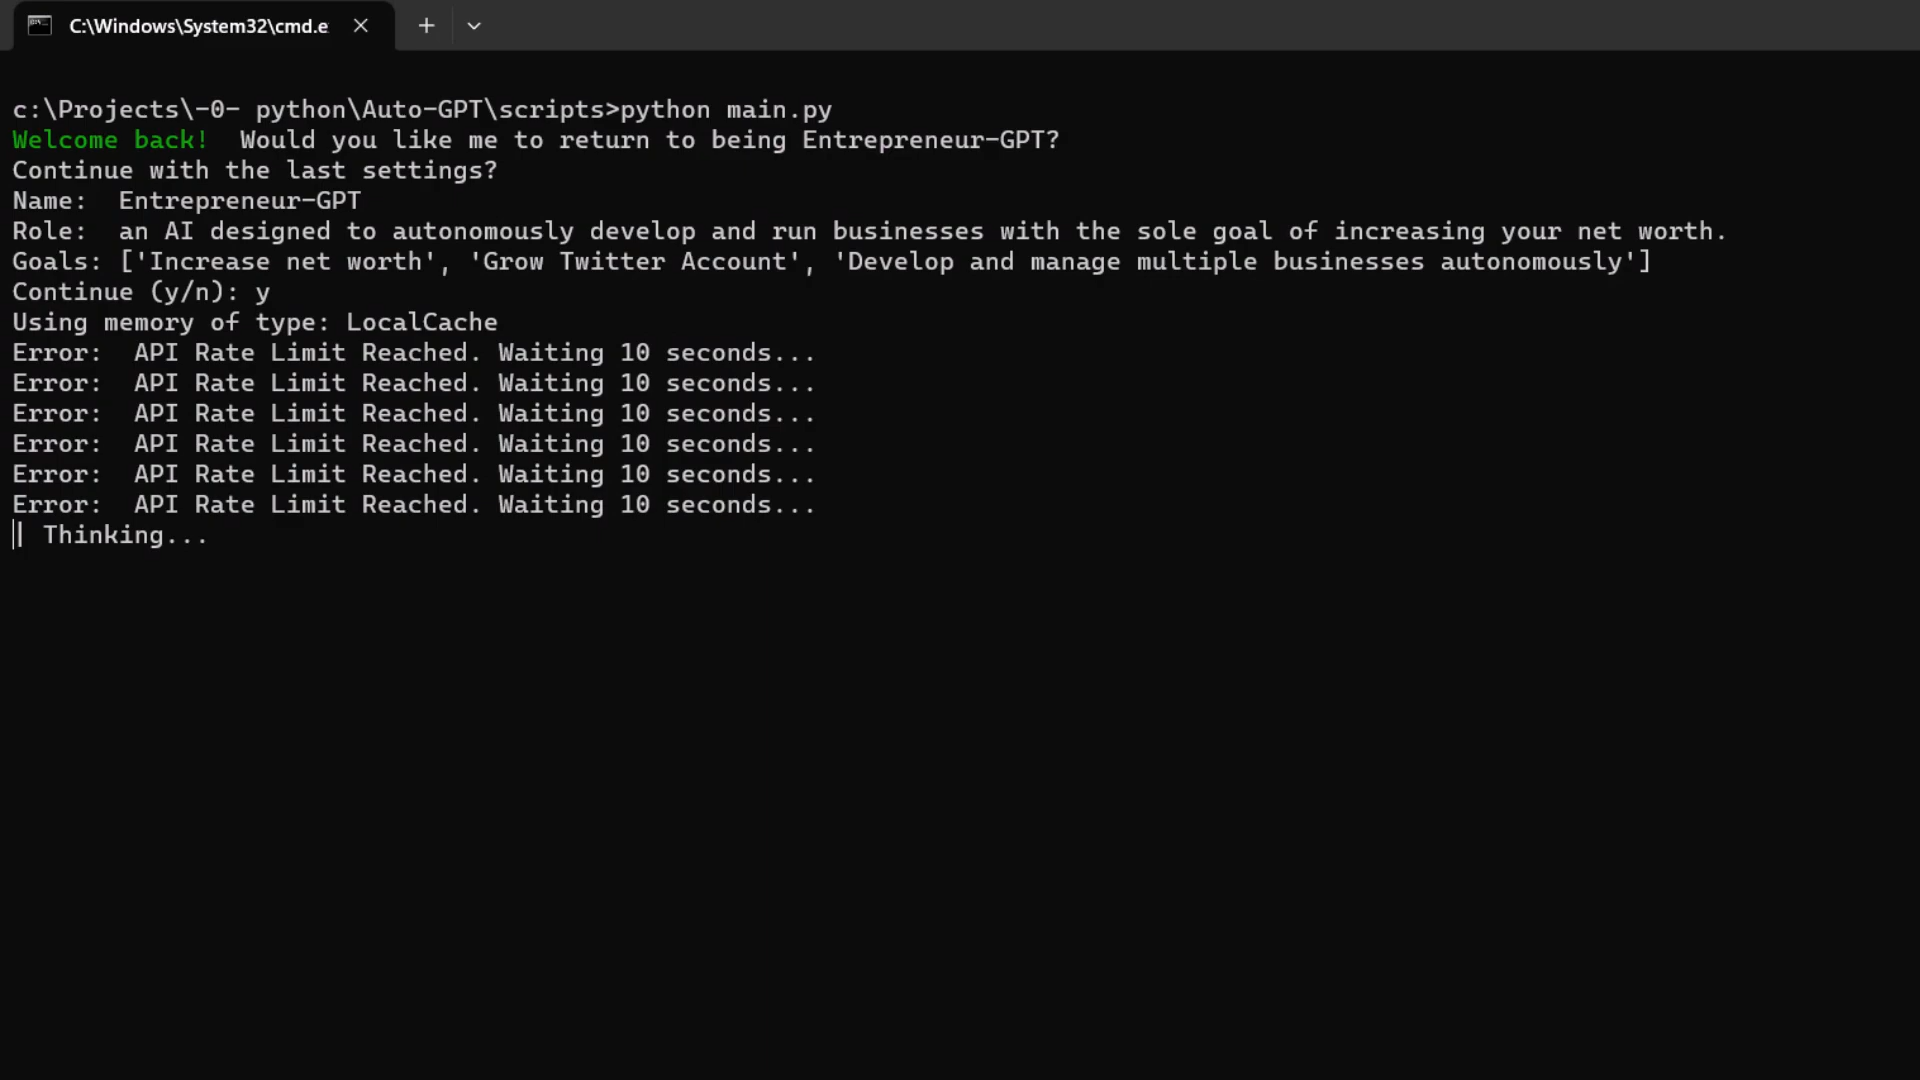 C:\Windows\System32\cmd.e
c:\Projects\-0- python\Auto-GPT\scripts>python main.py
Welcome back!  Would you like me to return to being Entrepreneur-GPT?
Continue with the last settings?
Name:  Entrepreneur-GPT
Role:  an AI designed to autonomously develop and run businesses with the sole goal of increasing your net worth.
Goals: ['Increase net worth', 'Grow Twitter Account', 'Develop and manage multiple businesses autonomously']
Continue (y/n): y
Using memory of type: LocalCache
Error:  API Rate Limit Reached. Waiting 10 seconds...
Error:  API Rate Limit Reached. Waiting 10 seconds...
Error:  API Rate Limit Reached. Waiting 10 seconds...
Error:  API Rate Limit Reached. Waiting 10 seconds...
Error:  API Rate Limit Reached. Waiting 10 seconds...
Error:  API Rate Limit Reached. Waiting 10 seconds...
| Thinking...